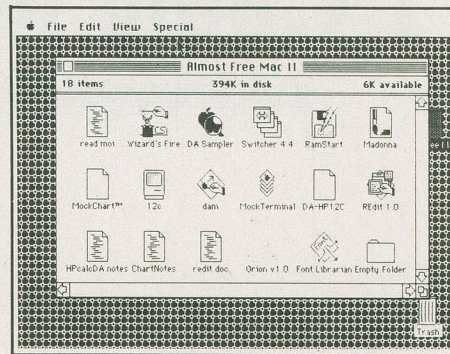 File Edit View Special
Almost Free Mac II
18 items 394K in disk 6K available
read moi Wizard's Fire DA Sampler Switcher 4.4 RamStart Madonna
MockChart™ 12c dam MockTerminal DA-HP12C REdit 1.0
HPcalcDA notes ChartNotes redit.doc Orion v1.0 Font Librarian Empty Folder
Trash